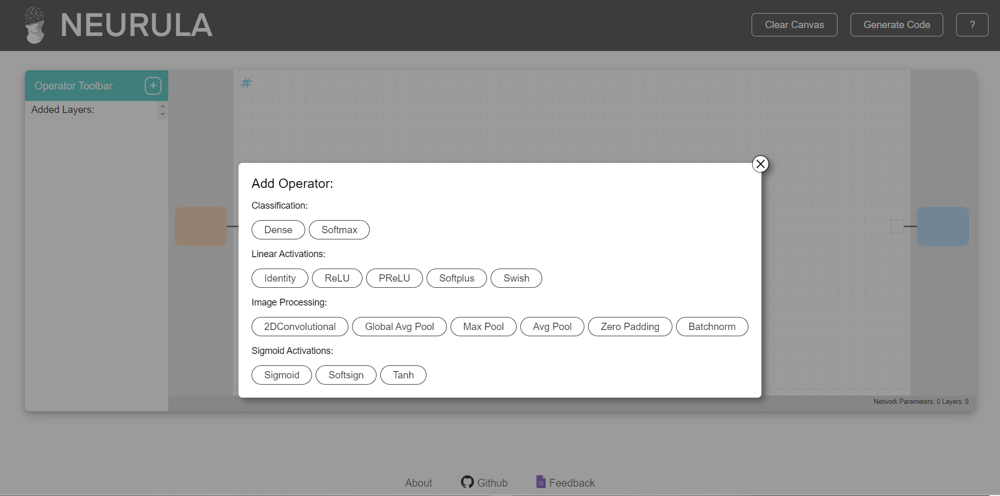 NEURULA
Clear Canvas
Generate Code
?
Operator Toolbar
+
Added Layers:
Add Operator:
Classification:
Dense
Softmax
Linear Activations:
Identity
ReLU
PReLU
Softplus
Swish
Image Processing:
2DConvolutional
Global Avg Pool
Max Pool
Avg Pool
Zero Padding
Batchnorm
Sigmoid Activations:
Sigmoid
Softsign
Tanh
Network Parameters: 0 Layers: 0
About
Github
Feedback